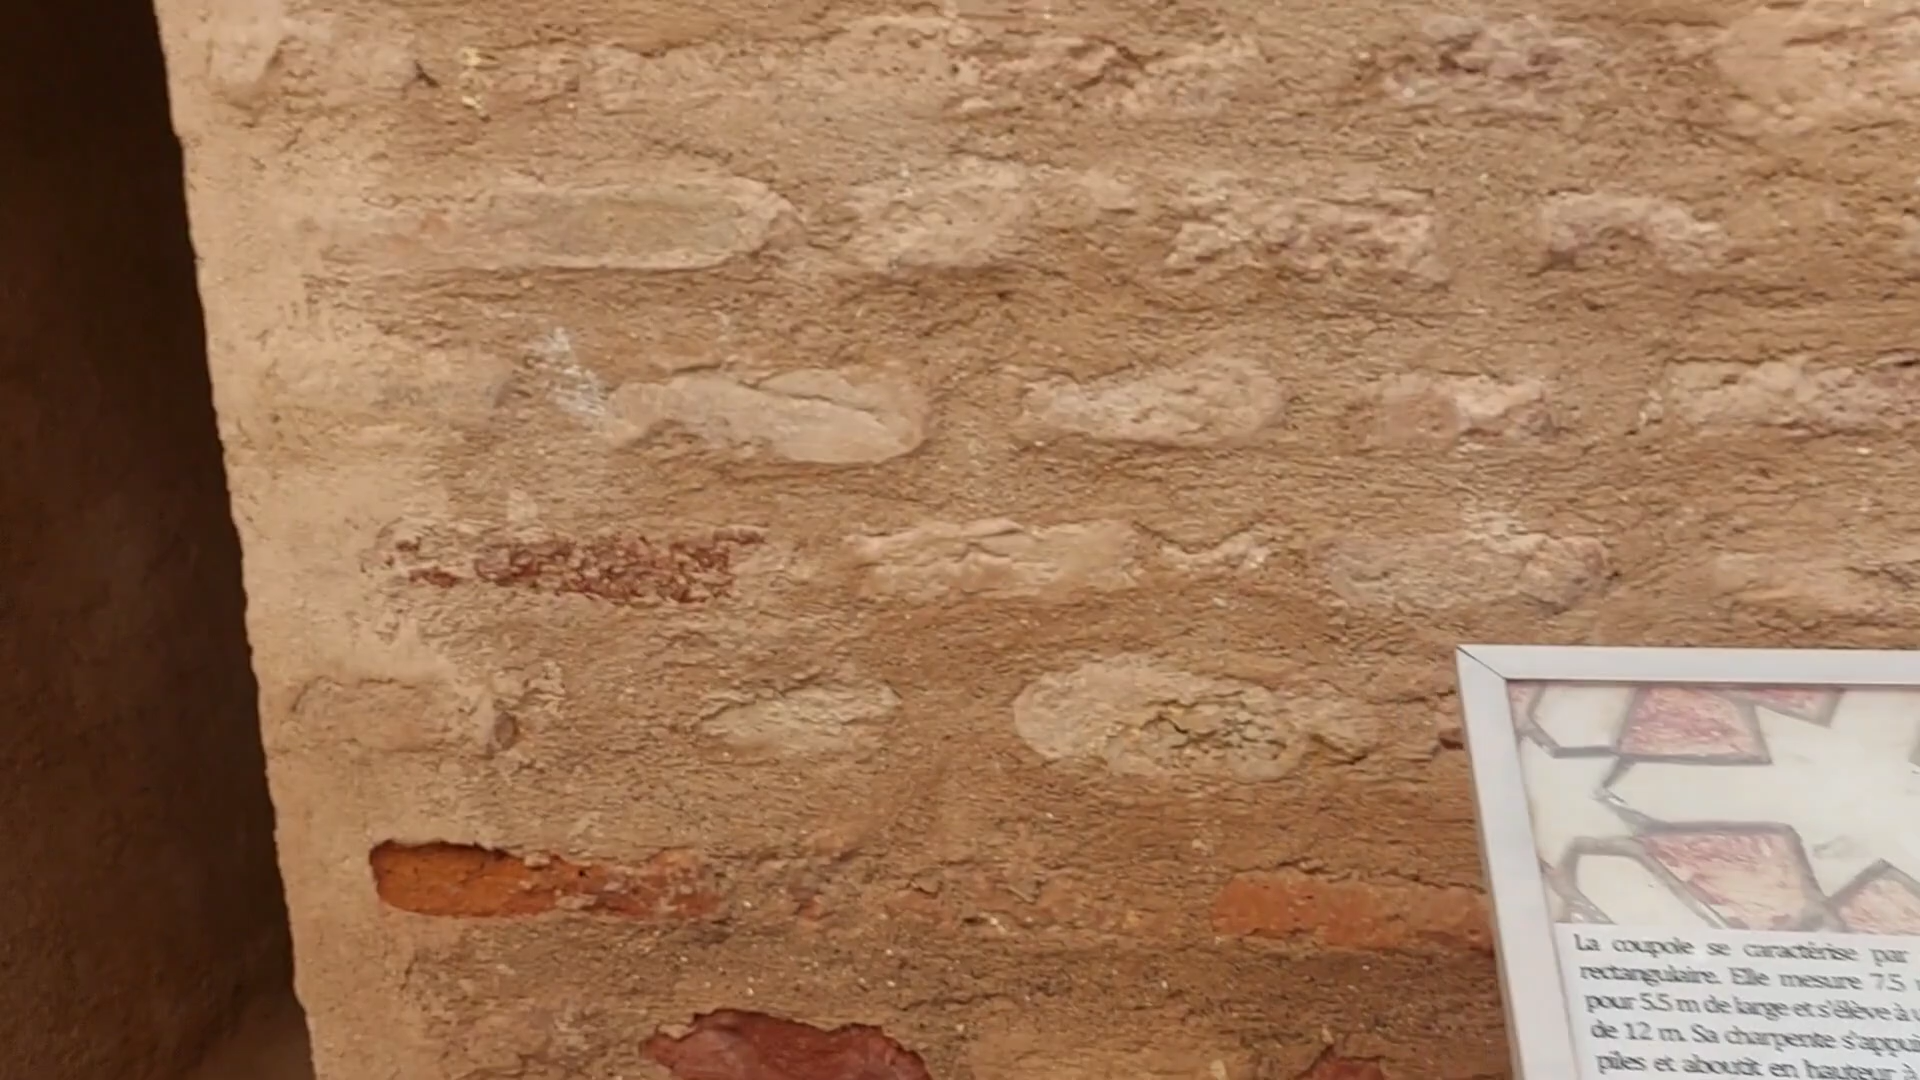 La coupole se caractérise par
rectangulaire. Elle mesure 7.5
pour 5.5 m de large et s'élève à
de 12 m. Sa charpente s'appui
piles et aboutit en hauteur à